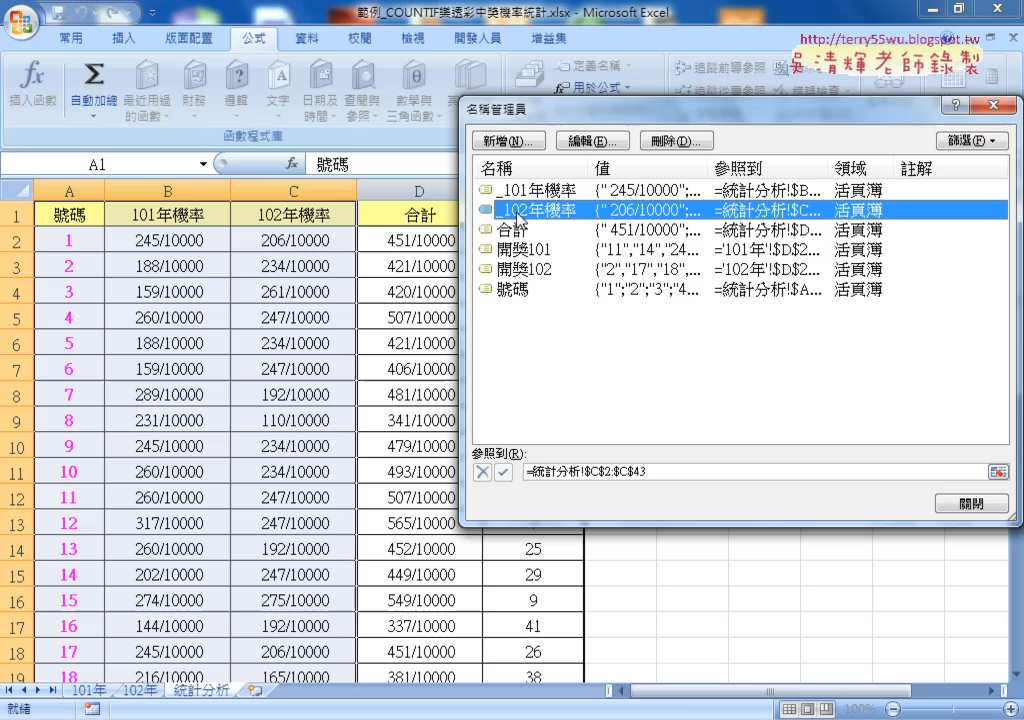 範例_COUNTIF樂透彩中獎機率統計.xlsx - Microsoft Excel
常用 插入 版面配置 公式 資料 校閱 檢視 開發人員 增益集
http://terry55wu.blogspot.tw
吳清輝老師錄製
插入函數 自動加總 最近用過的函數 財務 邏輯 文字 日期及時間 查閱與參照 數學與三角函數
定義名稱
用於公式
追蹤前導參照
函數程式庫
A1 fx 號碼
A B C D
1 號碼 101年機率 102年機率 合計
2 1 245/10000 206/10000 451/10000
3 2 188/10000 234/10000 421/10000
4 3 159/10000 261/10000 420/10000
5 4 260/10000 247/10000 507/10000
6 5 188/10000 234/10000 421/10000
7 6 159/10000 247/10000 406/10000
8 7 289/10000 192/10000 481/10000
9 8 231/10000 110/10000 341/10000
10 9 245/10000 234/10000 479/10000
11 10 260/10000 234/10000 493/10000
12 11 260/10000 247/10000 507/10000
13 12 317/10000 247/10000 565/10000
14 13 260/10000 192/10000 452/10000 25
15 14 202/10000 247/10000 449/10000 29
16 15 274/10000 275/10000 549/10000 9
17 16 144/10000 192/10000 337/10000 41
18 17 245/10000 206/10000 451/10000 26
19 18 216/10000 165/10000 381/10000 38
名稱管理員
新增(N)... 編輯(E)... 刪除(D)... 篩選(F)
名稱 值 參照到 領域 註解
_101年機率 {" 245/10000";... =統計分析!$B... 活頁簿
_102年機率 {" 206/10000";... =統計分析!$C... 活頁簿
合計 {" 451/10000";... =統計分析!$D... 活頁簿
開獎101 {"11","14","24... ='101年'!$D$2... 活頁簿
開獎102 {"2","17","18",... ='102年'!$D$2... 活頁簿
號碼 {"1";"2";"3";"4... =統計分析!$A... 活頁簿
參照到(R):
=統計分析!$C$2:$C$43
關閉
101年 102年 統計分析
就緒 100%